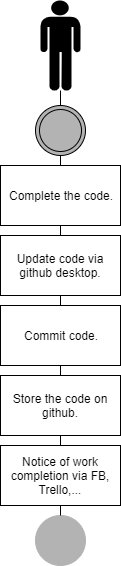 Complete the code.
Update code via
github desktop.
Commit code.
Store the code on
github.
Notice of work
completion via FB,
Trello,...